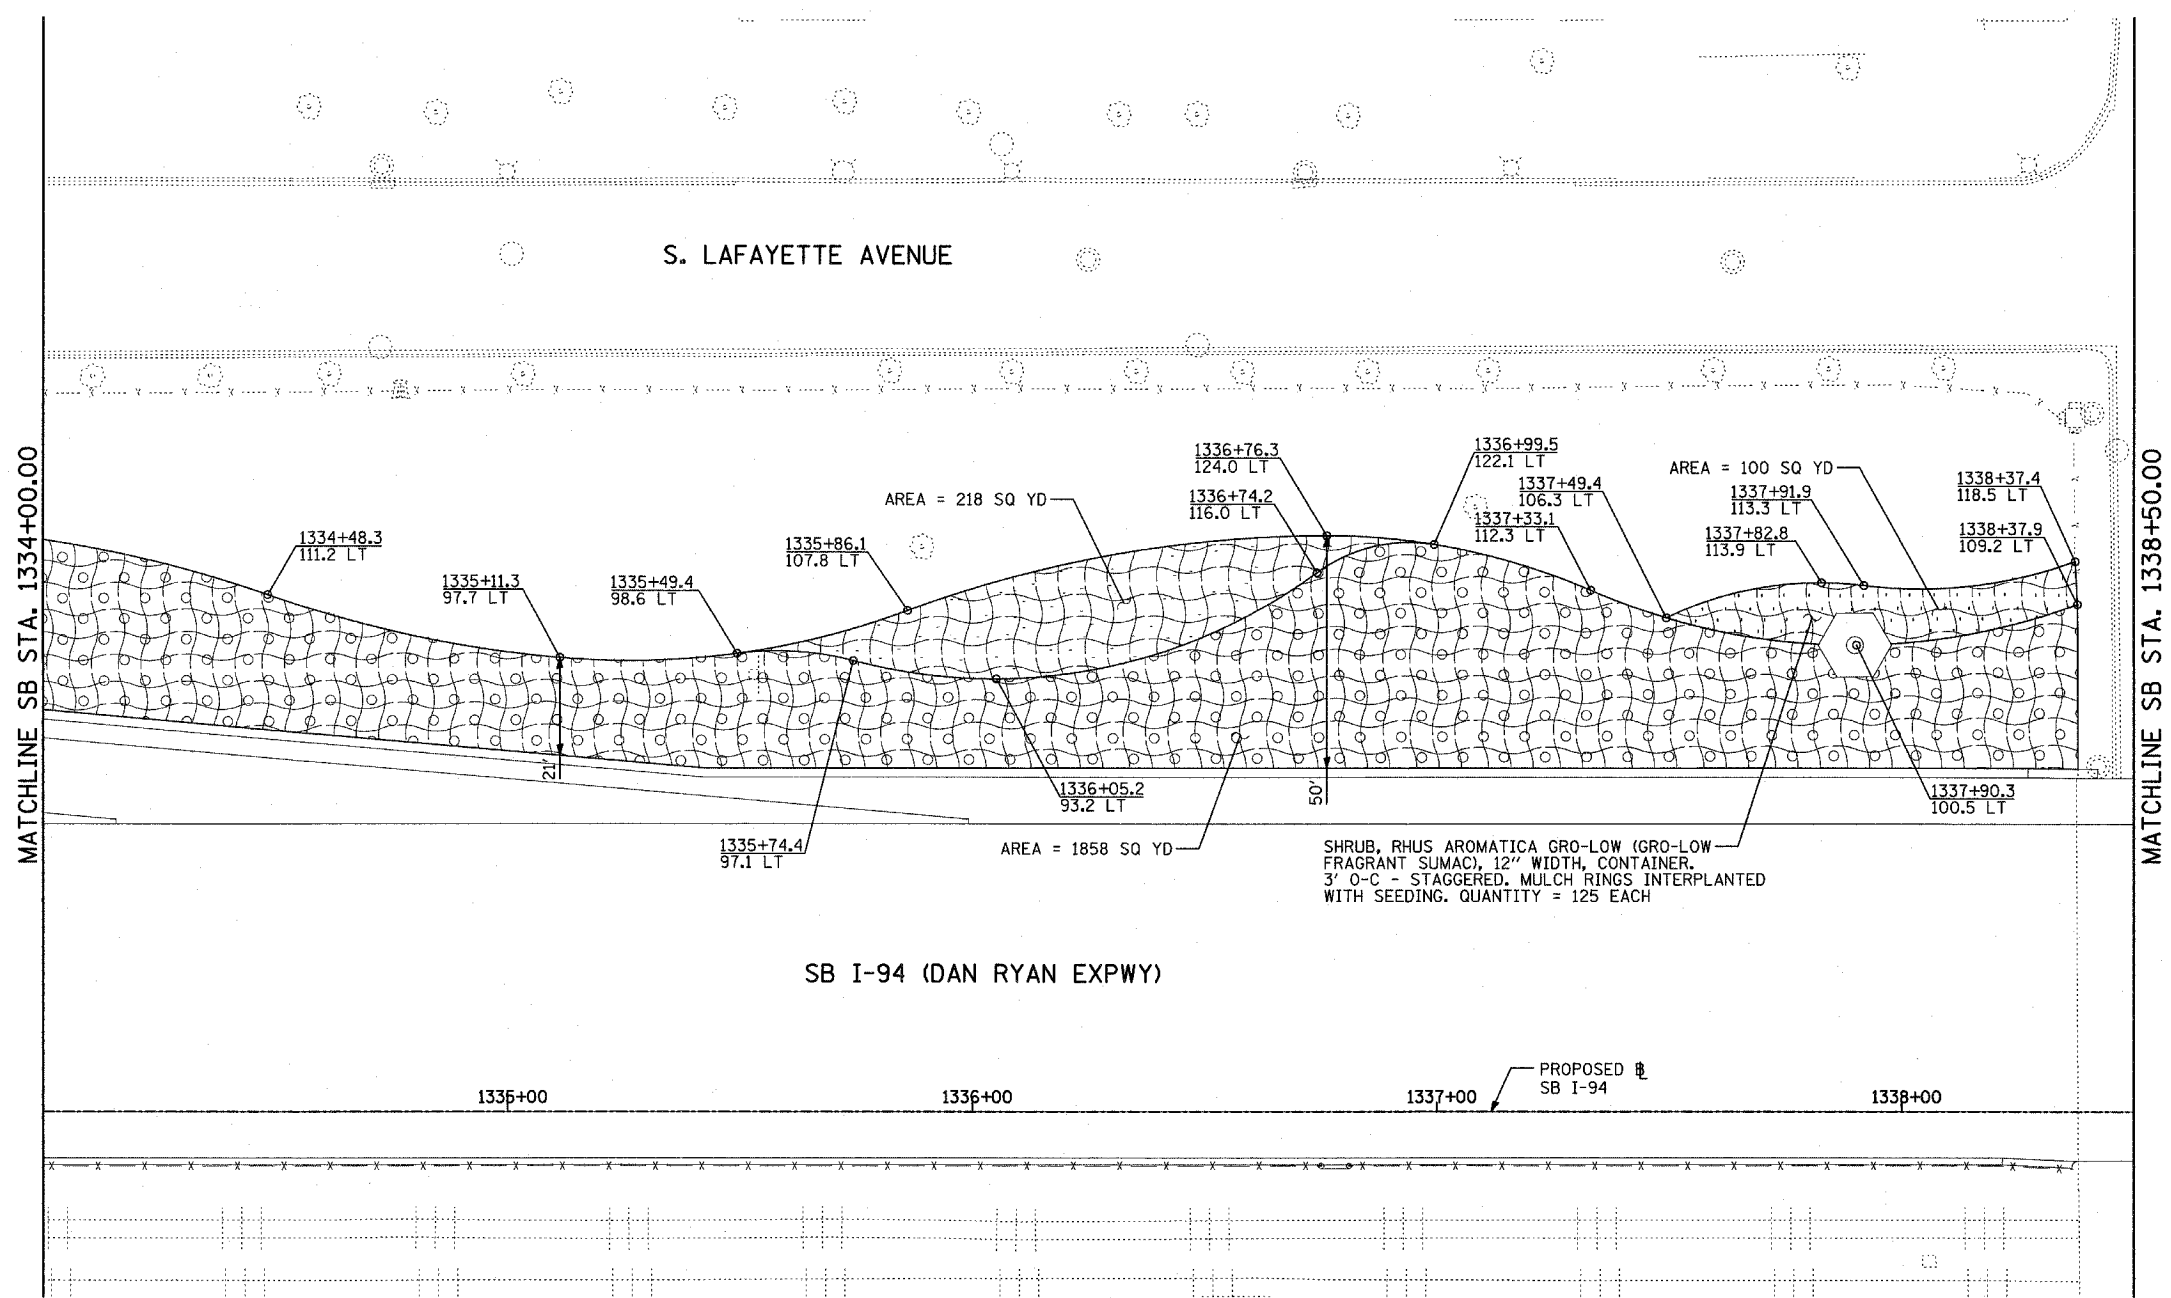 S. LAFAYETTE AVENUE
MATCHLINE SB STA. 1334+00.00
MATCHLINE SB STA. 1338+50.00
1334+48.3
111.2 LT
1335+11.3
97.7 LT
1335+49.4
98.6 LT
1335+86.1
107.8 LT
AREA = 218 SQ YD
1336+76.3
124.0 LT
1336+74.2
116.0 LT
1336+99.5
122.1 LT
1337+49.4
106.3 LT
1337+33.1
112.3 LT
AREA = 100 SQ YD
1337+91.9
113.3 LT
1337+82.8
113.9 LT
1338+37.4
118.5 LT
1338+37.9
109.2 LT
21'
50'
1336+05.2
93.2 LT
1337+90.3
100.5 LT
1335+74.4
97.1 LT
AREA = 1858 SQ YD
SHRUB, RHUS AROMATICA GRO-LOW (GRO-LOW
FRAGRANT SUMAC), 12" WIDTH, CONTAINER.
3' O-C - STAGGERED. MULCH RINGS INTERPLANTED
WITH SEEDING. QUANTITY = 125 EACH
SB I-94 (DAN RYAN EXPWY)
PROPOSED BL
SB I-94
1335+00
1336+00
1337+00
1338+00